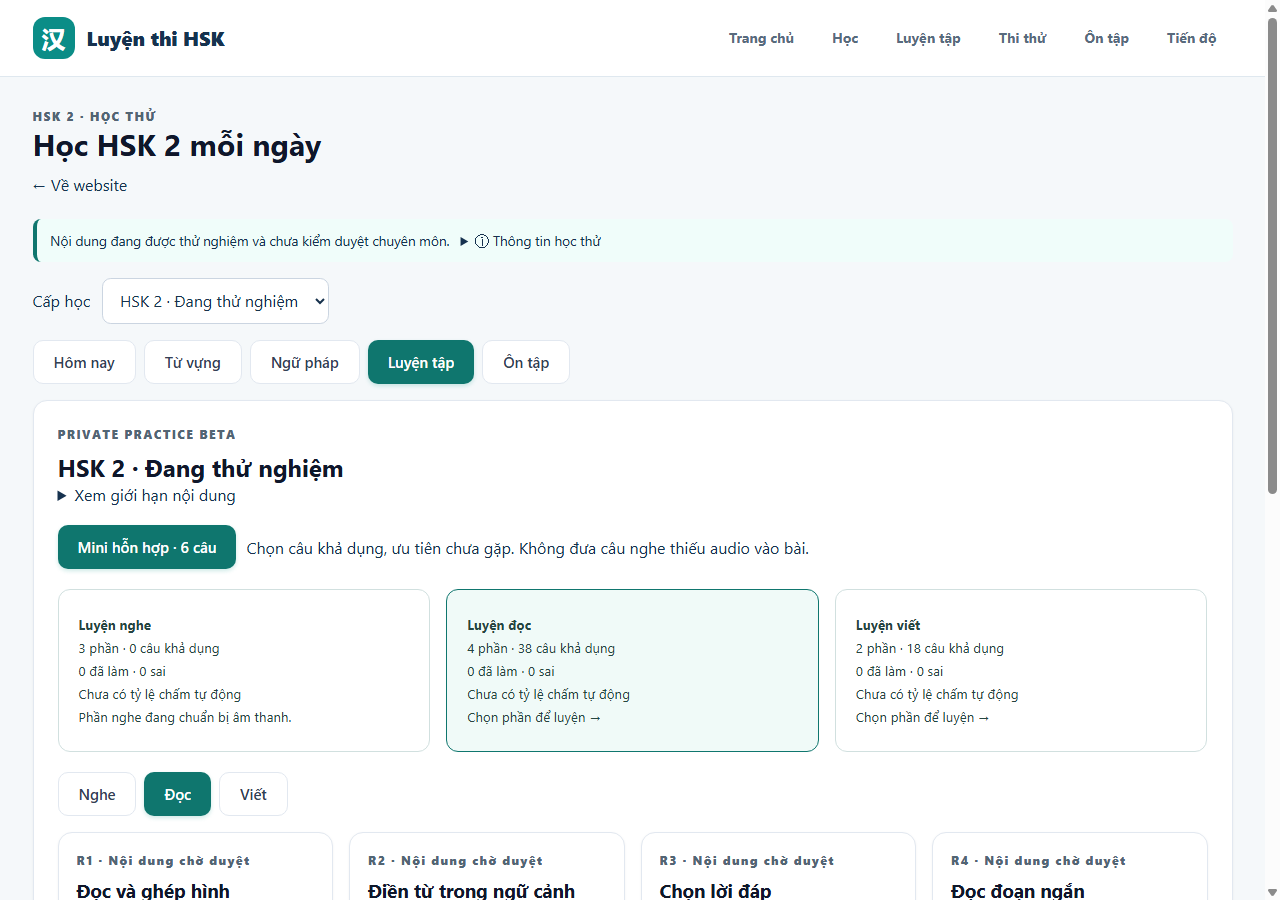 汉 Luyện thi HSK
Trang chủ Học Luyện tập Thi thử Ôn tập Tiến độ
HSK 2 · HỌC THỬ
Học HSK 2 mỗi ngày
← Về website
Nội dung đang được thử nghiệm và chưa kiểm duyệt chuyên môn. ▶ ⓘ Thông tin học thử
Cấp học HSK 2 · Đang thử nghiệm
Hôm nay Từ vựng Ngữ pháp Luyện tập Ôn tập
PRIVATE PRACTICE BETA
HSK 2 · Đang thử nghiệm
▶ Xem giới hạn nội dung
Mini hỗn hợp · 6 câu Chọn câu khả dụng, ưu tiên chưa gặp. Không đưa câu nghe thiếu audio vào bài.
Luyện nghe
3 phần · 0 câu khả dụng
0 đã làm · 0 sai
Chưa có tỷ lệ chấm tự động
Phần nghe đang chuẩn bị âm thanh.
Luyện đọc
4 phần · 38 câu khả dụng
0 đã làm · 0 sai
Chưa có tỷ lệ chấm tự động
Chọn phần để luyện →
Luyện viết
2 phần · 18 câu khả dụng
0 đã làm · 0 sai
Chưa có tỷ lệ chấm tự động
Chọn phần để luyện →
Nghe Đọc Viết
R1 · Nội dung chờ duyệt
Đọc và ghép hình
R2 · Nội dung chờ duyệt
Điền từ trong ngữ cảnh
R3 · Nội dung chờ duyệt
Chọn lời đáp
R4 · Nội dung chờ duyệt
Đọc đoạn ngắn